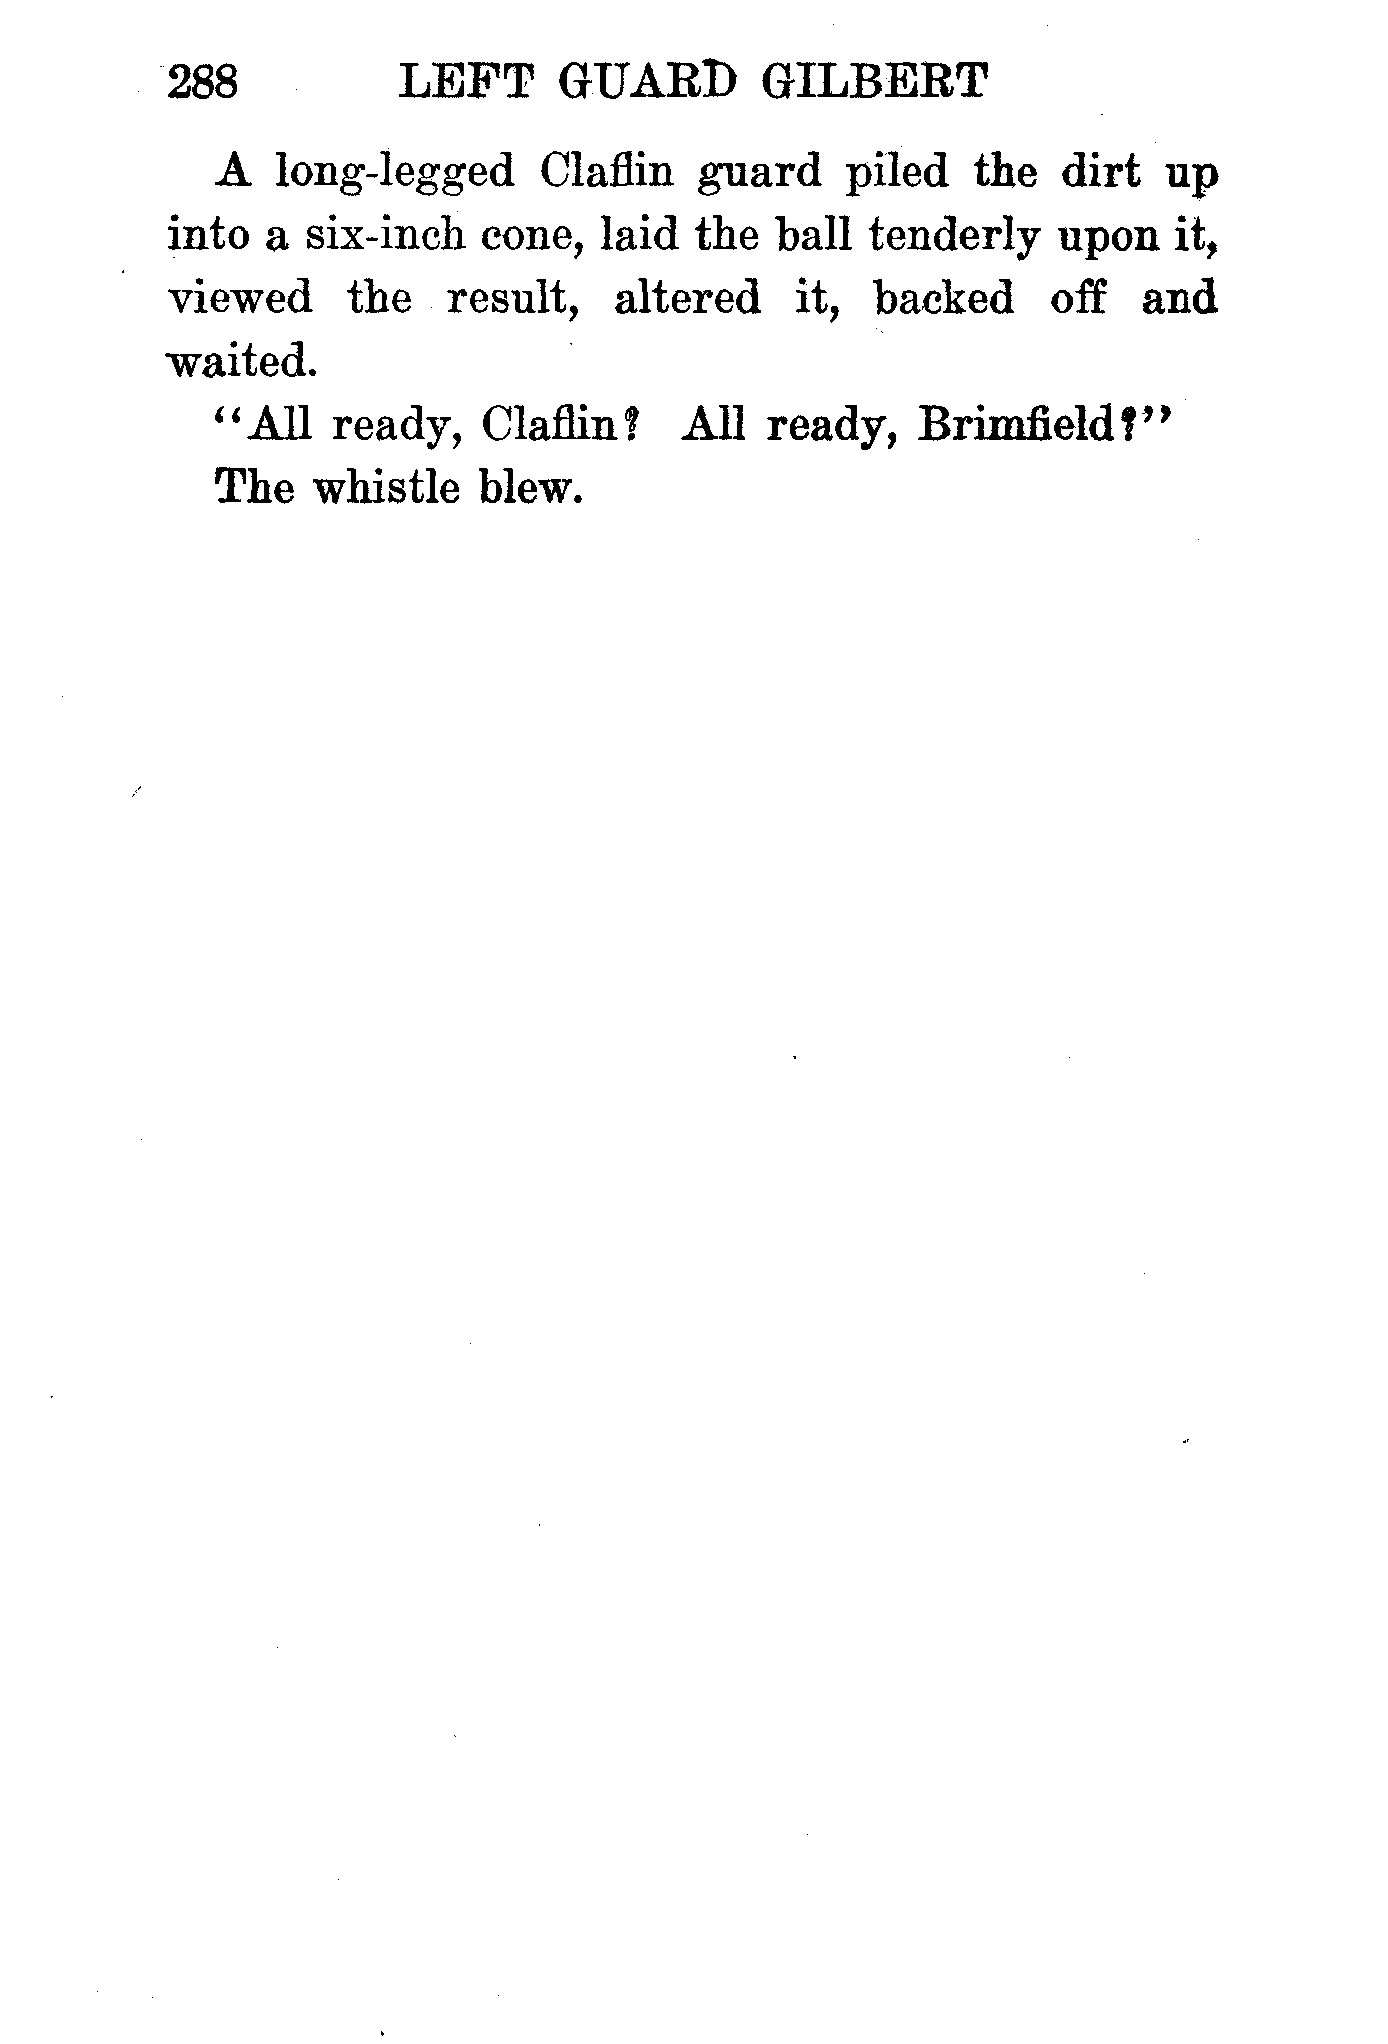 288 LEFT GUARD GILBERT
A long-legged Claflin guard piled the dirt up
into a six-inch cone, laid the ball tenderly upon it,
viewed the result, altered it, backed off and
waited.
“All ready, Claflin? All ready, Brimfield?”
The whistle blew.